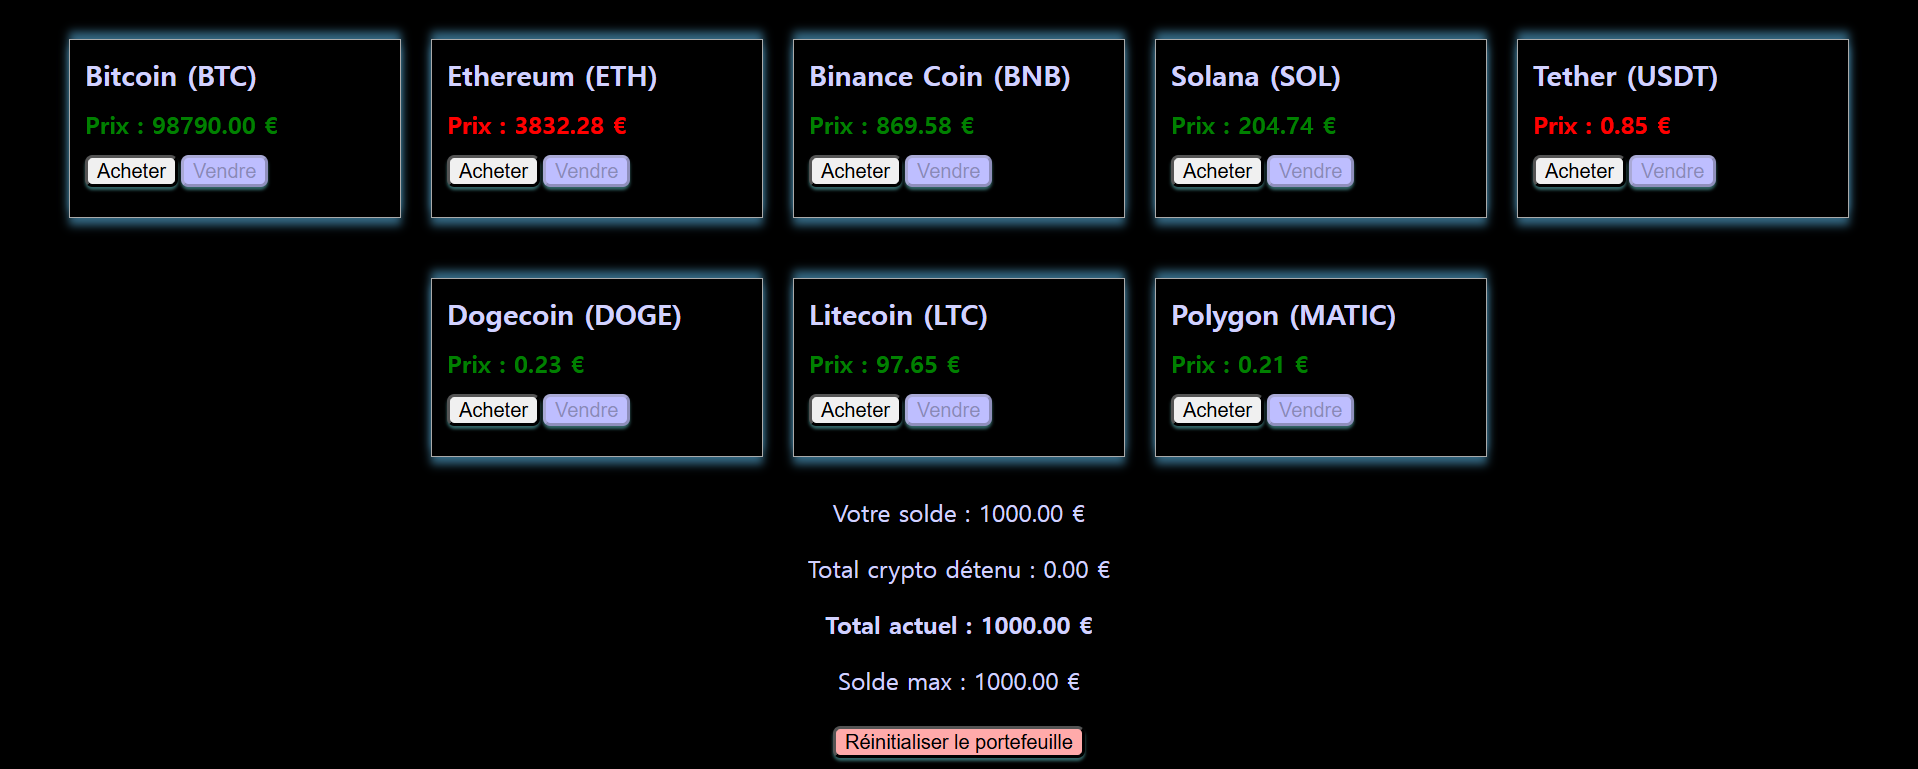 Bitcoin (BTC)
Prix : 98790.00 €
Acheter Vendre
Ethereum (ETH)
Prix : 3832.28 €
Acheter Vendre
Binance Coin (BNB)
Prix : 869.58 €
Acheter Vendre
Solana (SOL)
Prix : 204.74 €
Acheter Vendre
Tether (USDT)
Prix : 0.85 €
Acheter Vendre
Dogecoin (DOGE)
Prix : 0.23 €
Acheter Vendre
Litecoin (LTC)
Prix : 97.65 €
Acheter Vendre
Polygon (MATIC)
Prix : 0.21 €
Acheter Vendre
Votre solde : 1000.00 €
Total crypto détenu : 0.00 €
Total actuel : 1000.00 €
Solde max : 1000.00 €
Réinitialiser le portefeuille